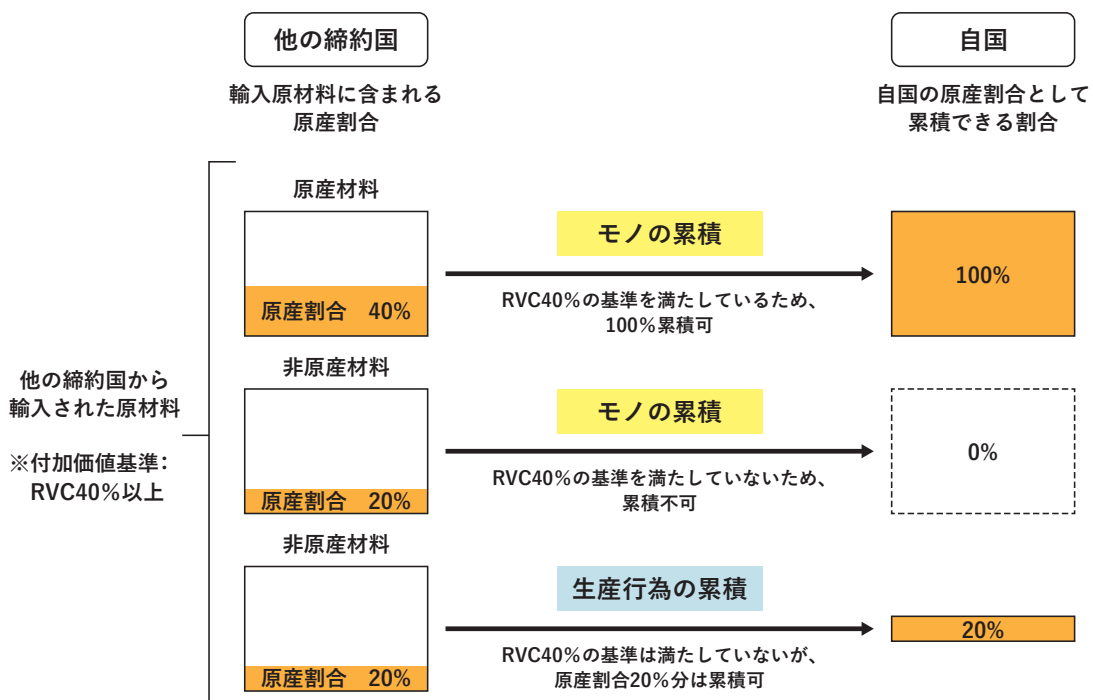 他の締約国
自国
輸入原材料に含まれる
原産割合
自国の原産割合として
累積できる割合
他の締約国から
輸入された原材料
※付加価値基準：
RVC40％以上
原産材料
原産割合 40%
モノの累積
RVC40％の基準を満たしているため、
100％累積可
100%
非原産材料
原産割合 20%
モノの累積
RVC40％の基準を満たしていないため、
累積不可
0%
非原産材料
原産割合 20%
生産行為の累積
RVC40％の基準は満たしていないが、
原産割合20％分は累積可
20%